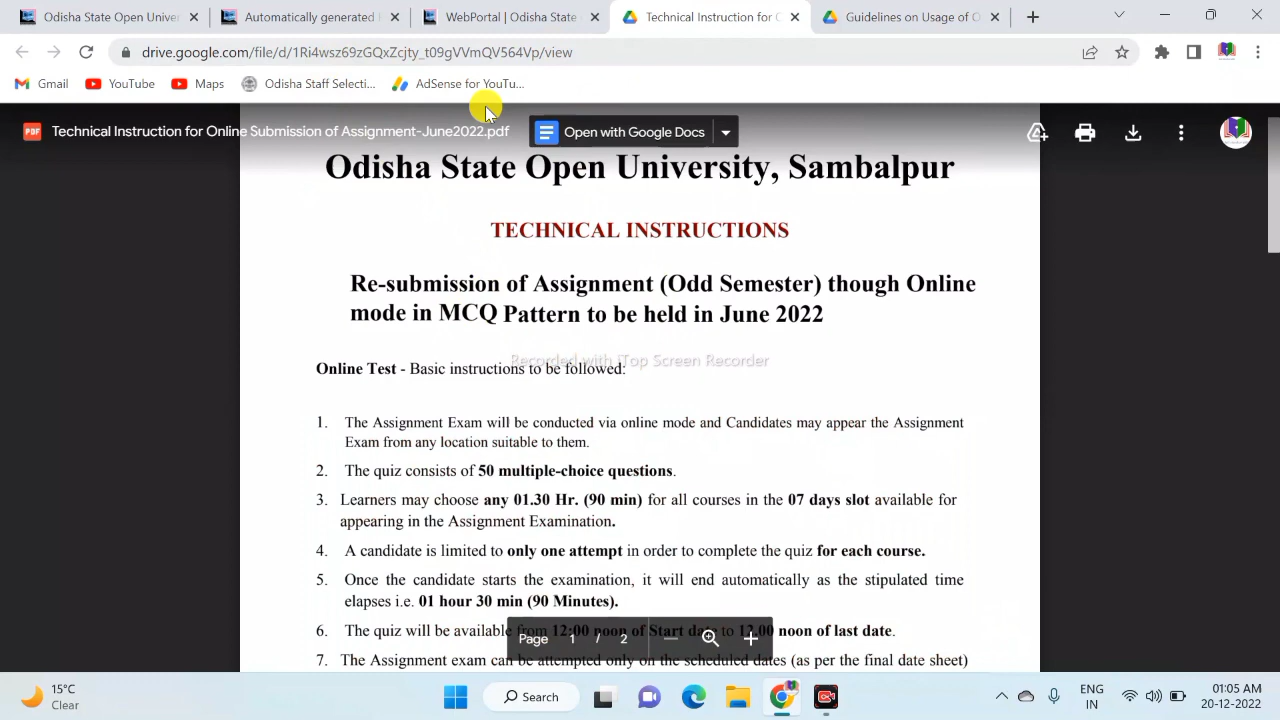 Odisha State Open Univers
Automatically generated t
WebPortal | Odisha State
Technical Instruction for C
Guidelines on Usage of O
drive.google.com/file/d/1Ri4wsz69zGQxZcjty_t09gVVmQV564Vp/view
Gmail
YouTube
Maps
Odisha Staff Selecti...
AdSense for YouTu...
PDF
Technical Instruction for Online Submission of Assignment-June2022.pdf
Open with Google Docs
Odisha State Open University, Sambalpur
TECHNICAL INSTRUCTIONS
Re-submission of Assignment (Odd Semester) though Online
mode in MCQ Pattern to be held in June 2022
Recorded with iTop Screen Recorder
Online Test - Basic instructions to be followed:
1. The Assignment Exam will be conducted via online mode and Candidates may appear the Assignment
Exam from any location suitable to them.
2. The quiz consists of 50 multiple-choice questions.
3. Learners may choose any 01.30 Hr. (90 min) for all courses in the 07 days slot available for
appearing in the Assignment Examination.
4. A candidate is limited to only one attempt in order to complete the quiz for each course.
5. Once the candidate starts the examination, it will end automatically as the stipulated time
elapses i.e. 01 hour 30 min (90 Minutes).
6. The quiz will be available from 12:00 noon of Start date to 12.00 noon of last date.
Page 1 / 2
7. The Assignment exam can be attempted only on the scheduled dates (as per the final date sheet)
15°C
Clear
Search
ENG
IN
01:05 AM
20-12-2022